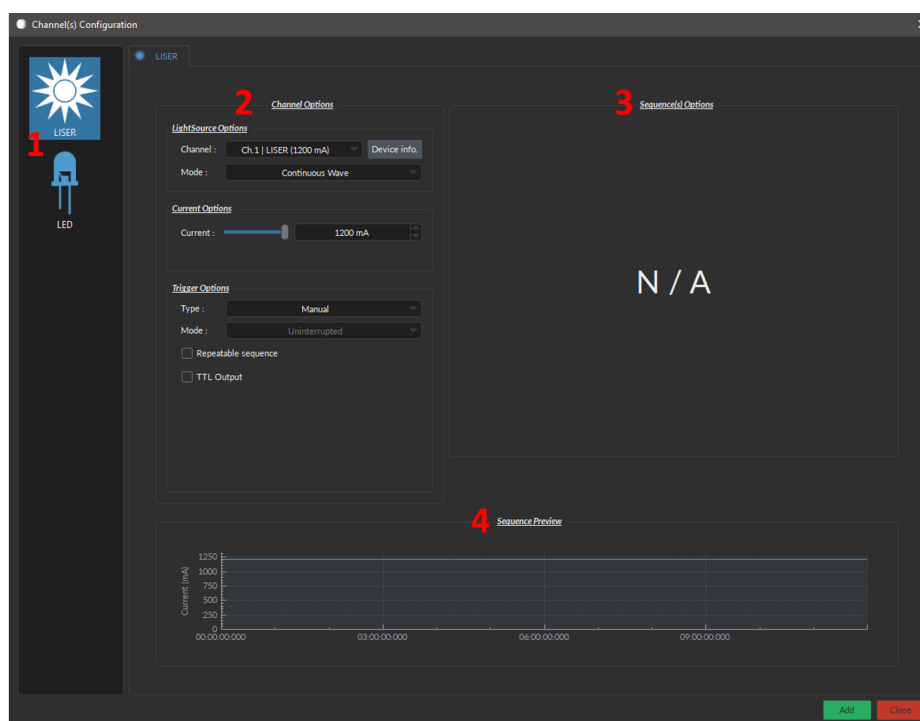 Channel(s) Configuration
LISER
1
LISER
LED
2
Channel Options
LightSource Options
Channel :
Ch.1 | LISER (1200 mA)
Device info.
Mode :
Continuous Wave
Current Options
Current :
1200 mA
Trigger Options
Type :
Manual
Mode :
Uninterrupted
Repeatable sequence
TTL Output
3
Sequence(s) Options
N / A
4
Sequence Preview
Current (mA)
1250
1000
750
500
250
0
00:00:00:000
03:00:00:000
06:00:00:000
09:00:00:000
Add
Close